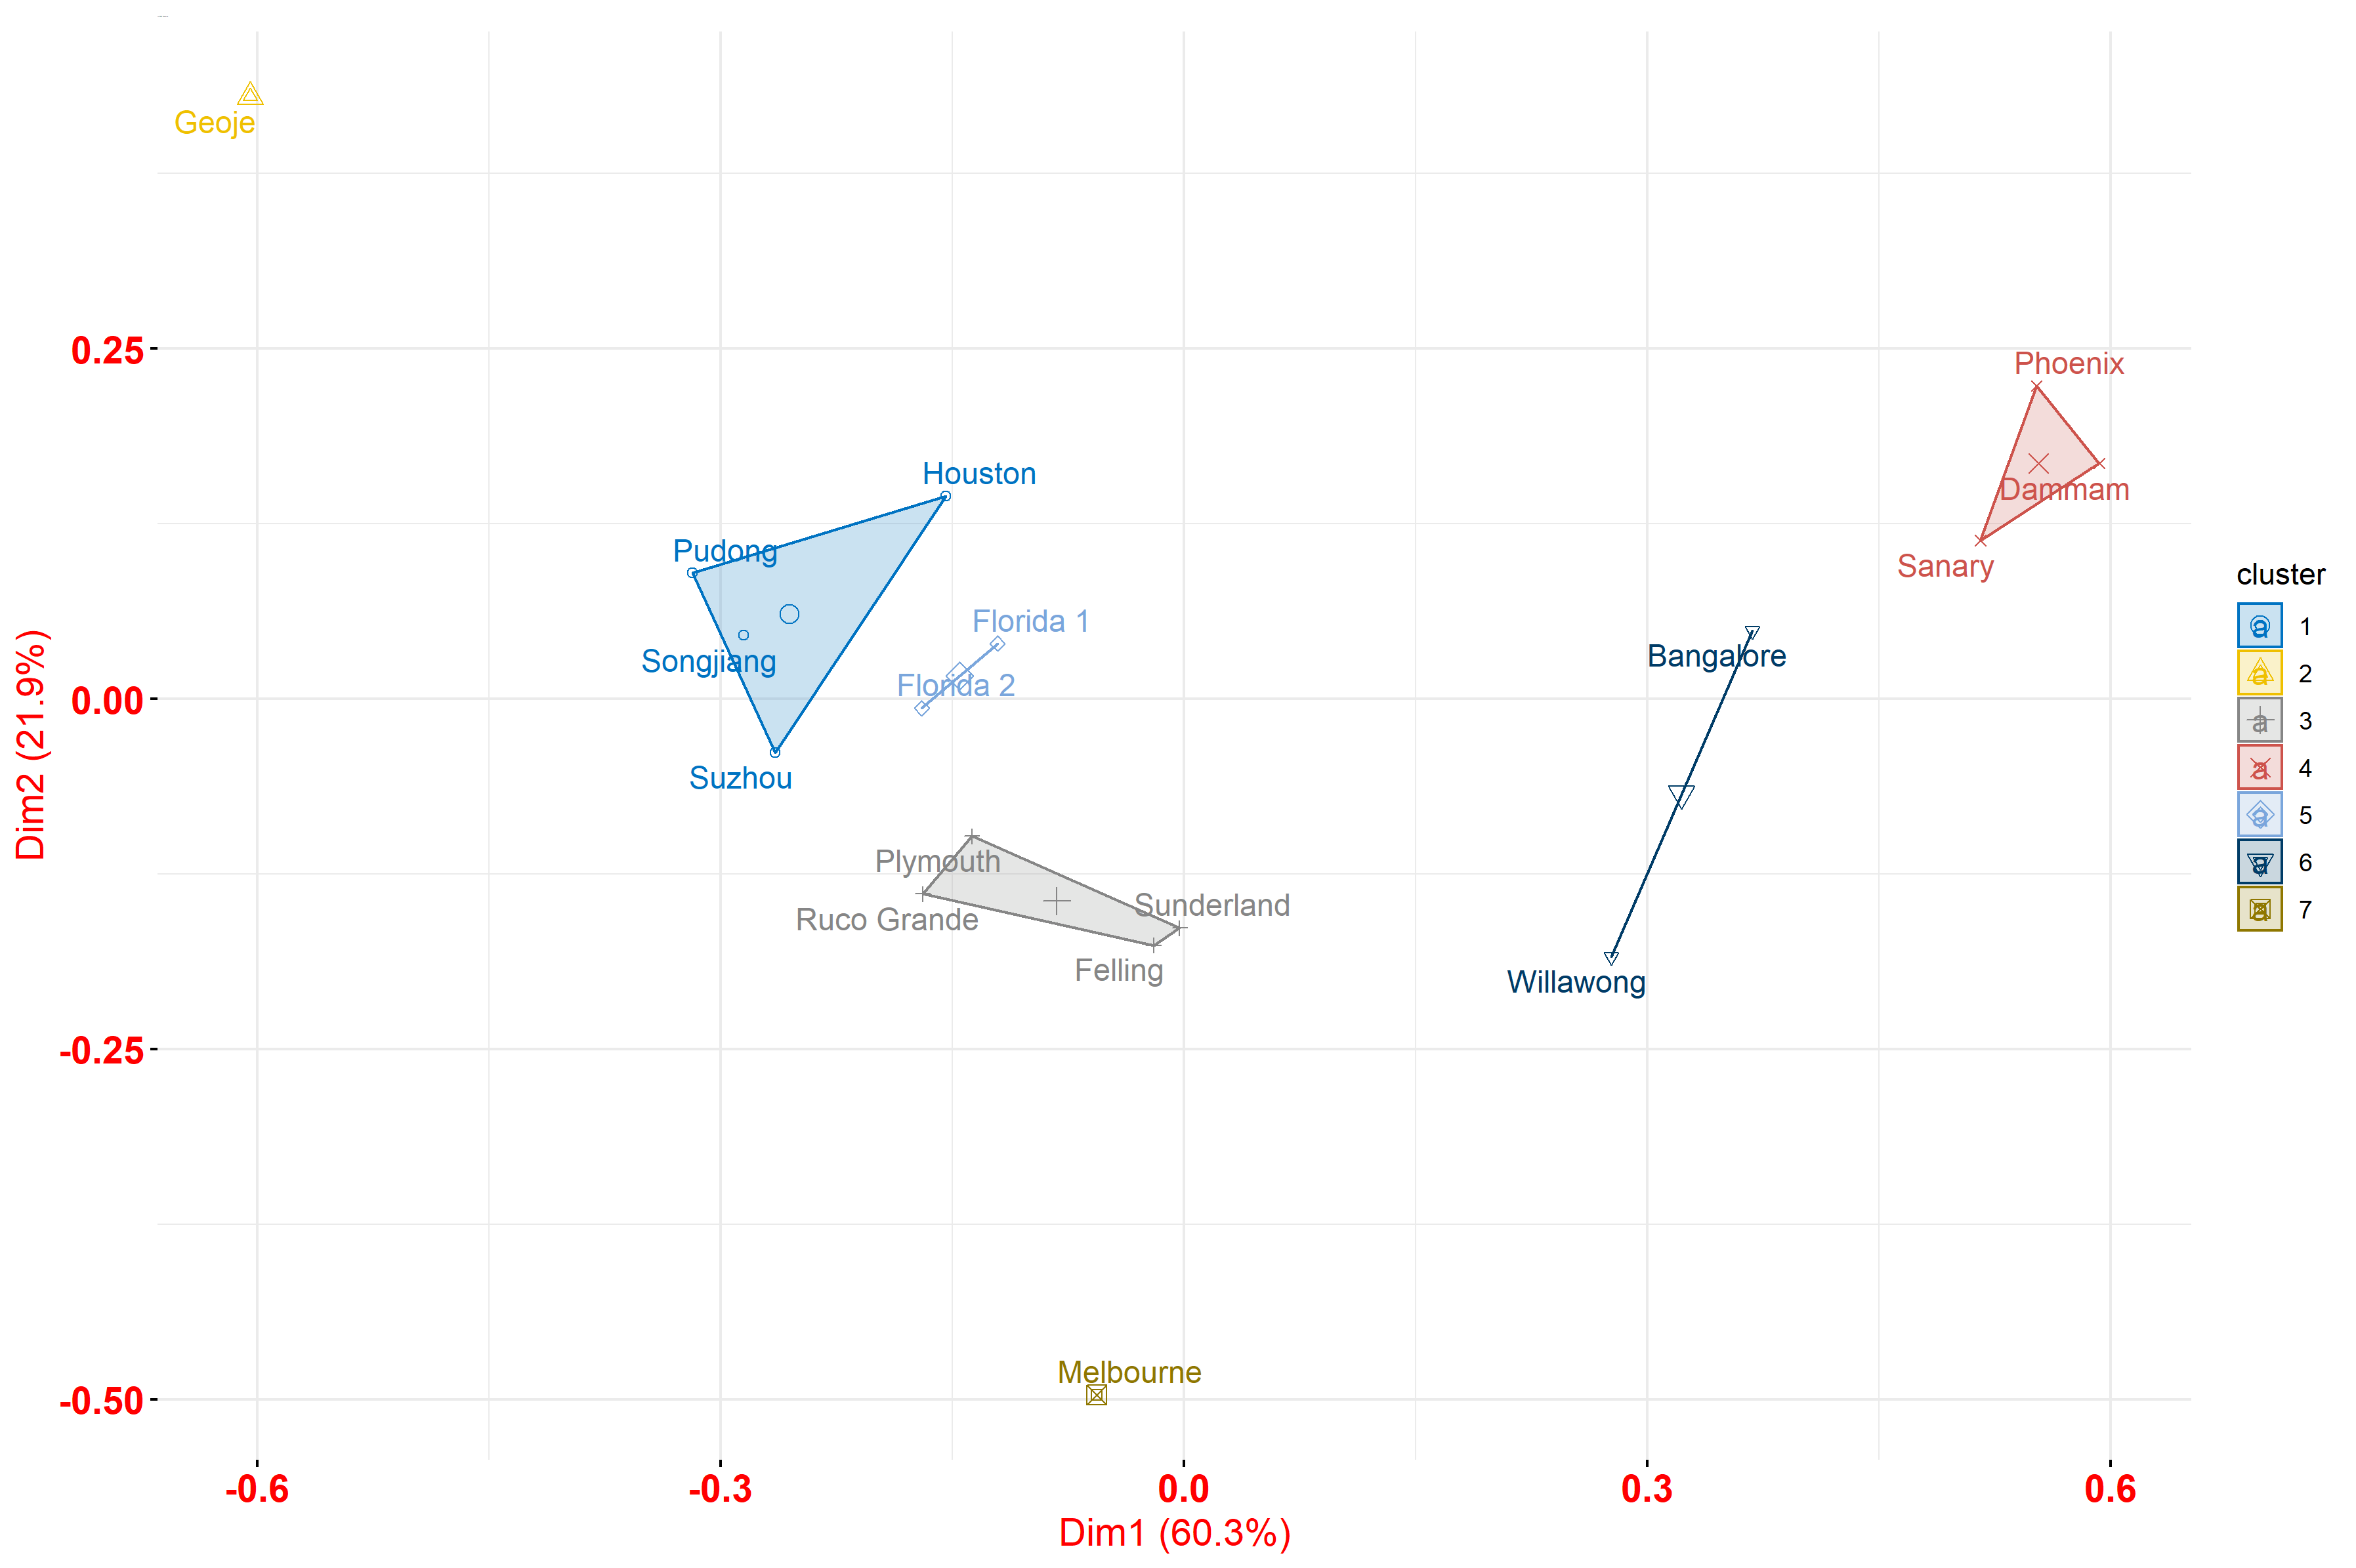 Geoje
0.25
Phoenix
Houston
Dammam
Pudong
Sanary
cluster
Florida 1
a 1
Bangalore
Songjiang
a 2
Florida 2
0.00
a 3
Dim2 (21.9%)
Suzhou
a 4
a 5
Plymouth
a 6
Sunderland
Ruco Grande
a 7
Felling
Willawong
-0.25
Melbourne
-0.50
-0.6 -0.3 0.0 0.3 0.6
Dim1 (60.3%)